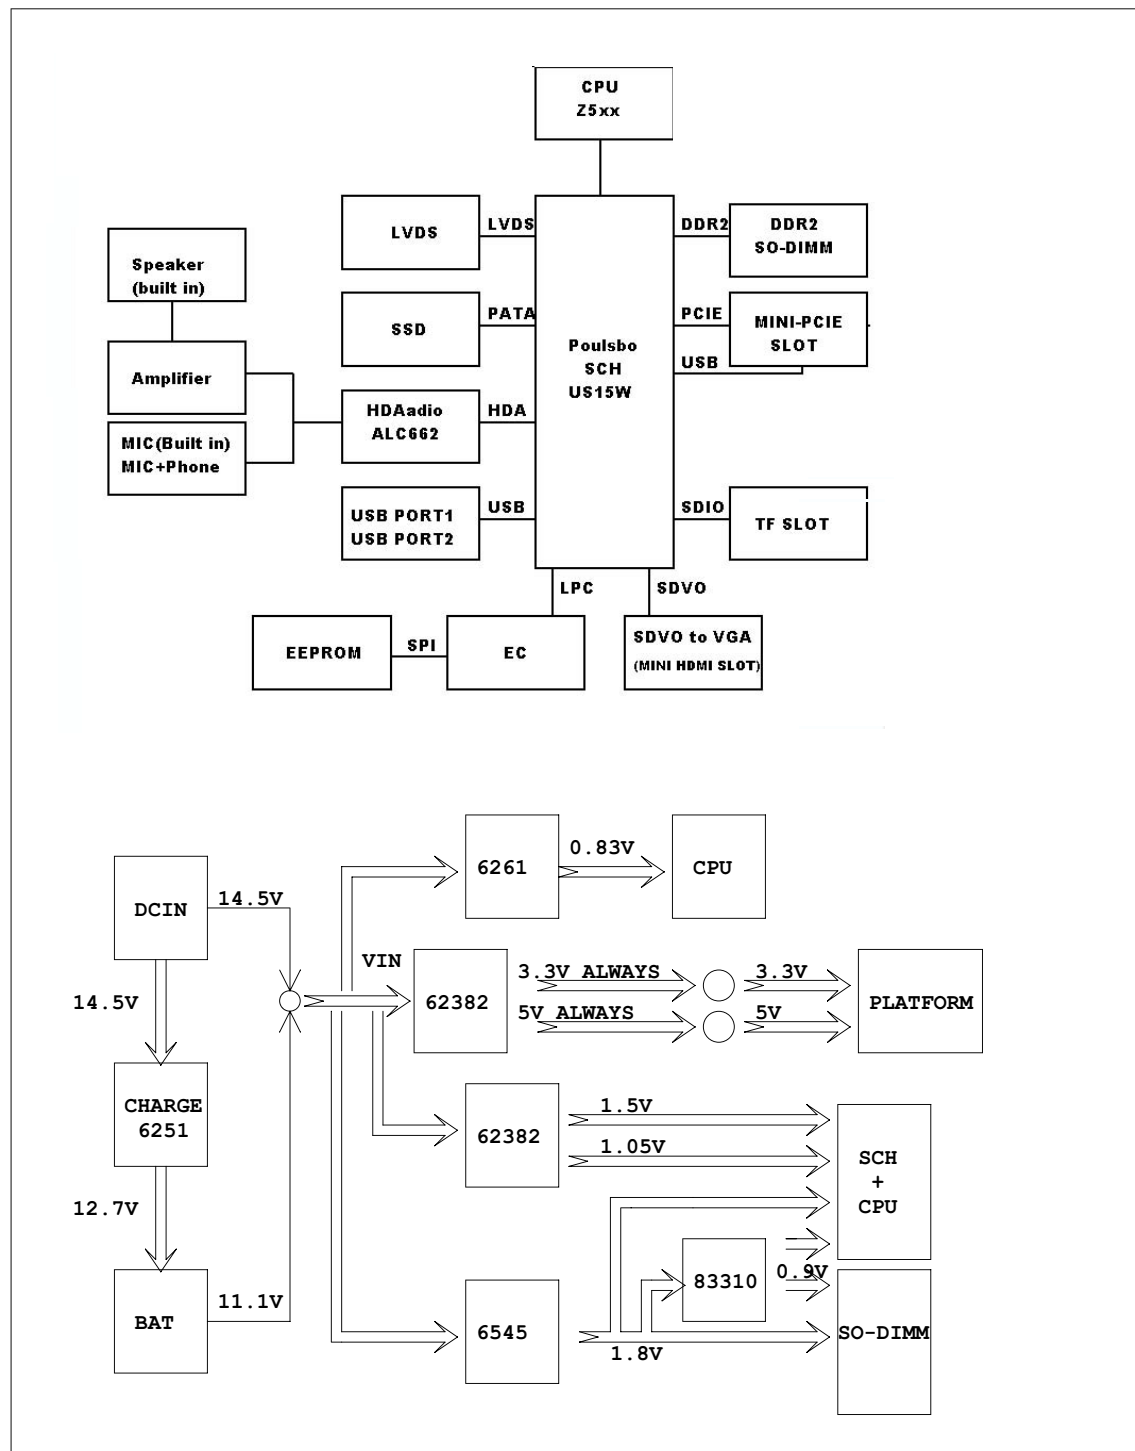 CPU
Z5xx
LVDS
LVDS
DDR2
DDR2
SO-DIMM
Speaker
(built in)
SSD
PATA
Poulsbo
SCH
US15W
PCIE
USB
MINI-PCIE
SLOT
Amplifier
HDAadio
ALC662
HDA
MIC(Built in)
MIC+Phone
USB PORT1
USB PORT2
USB
SDIO
TF SLOT
LPC
SDVO
EEPROM
SPI
EC
SDVO to VGA
(MINI HDMI SLOT)
6261
0.83V
CPU
DCIN
14.5V
VIN
62382
3.3V ALWAYS
5V ALWAYS
3.3V
5V
PLATFORM
14.5V
CHARGE
6251
62382
1.5V
1.05V
SCH
+
CPU
12.7V
BAT
11.1V
6545
83310
0.9V
1.8V
SO-DIMM